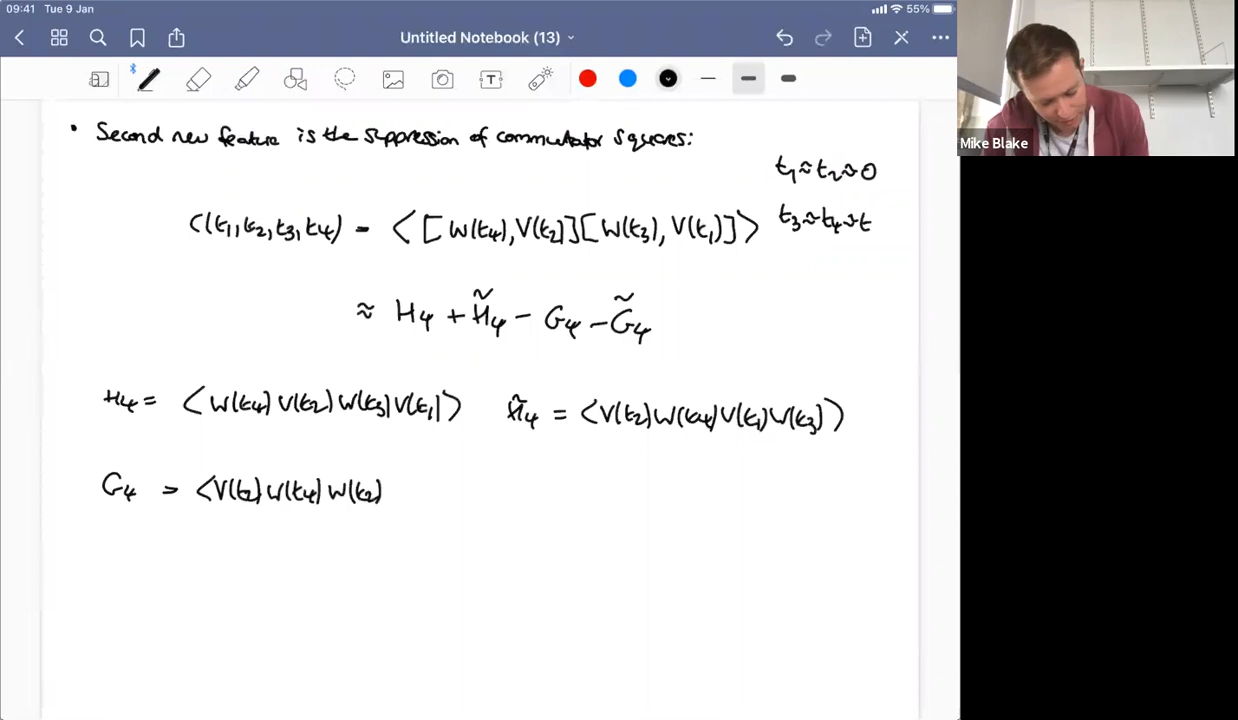 09:41 Tue 9 Jan
55%
Untitled Notebook (13)
T
Mike Blake
• Second new feature is the suppression of commutator squares:
t₁≈t₂≈0
t₃≈t₄≈t
C(t₁,t₂,t₃,t₄) = ⟨[W(t₄),V(t₂)][W(t₃),V(t₁)]⟩
≈ H₄ + H̃₄ − G₄ − G̃₄
H₄ = ⟨W(t₄)V(t₂)W(t₃)V(t₁)⟩ H̃₄ = ⟨V(t₂)W(t₄)V(t₁)W(t₃)⟩
G₄ = ⟨V(t₂)W(t₄)W(t₂)